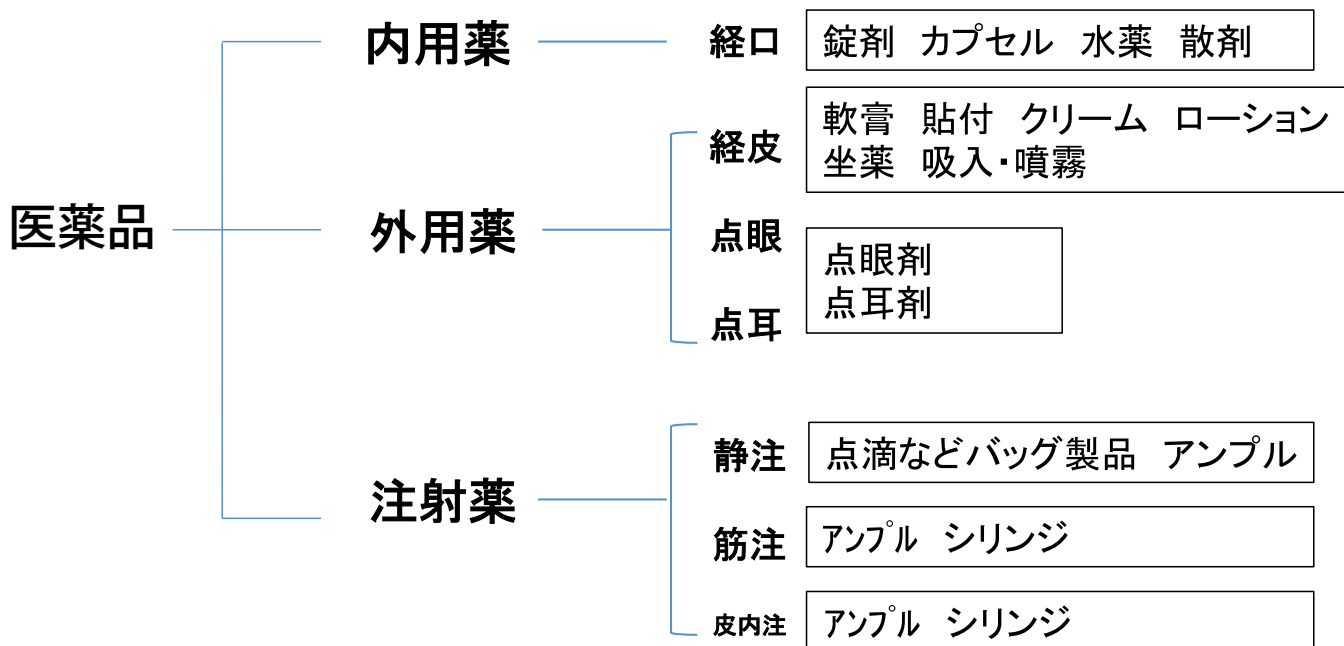 内用薬
経口
錠剤 カプセル 水薬 散剤
経皮
軟膏 貼付 クリーム ローション
坐薬 吸入・噴霧
医薬品
外用薬
点眼
点眼剤
点耳剤
点耳
静注
点滴などバッグ製品 アンプル
注射薬
筋注
アンプル シリンジ
皮内注
アンプル シリンジ